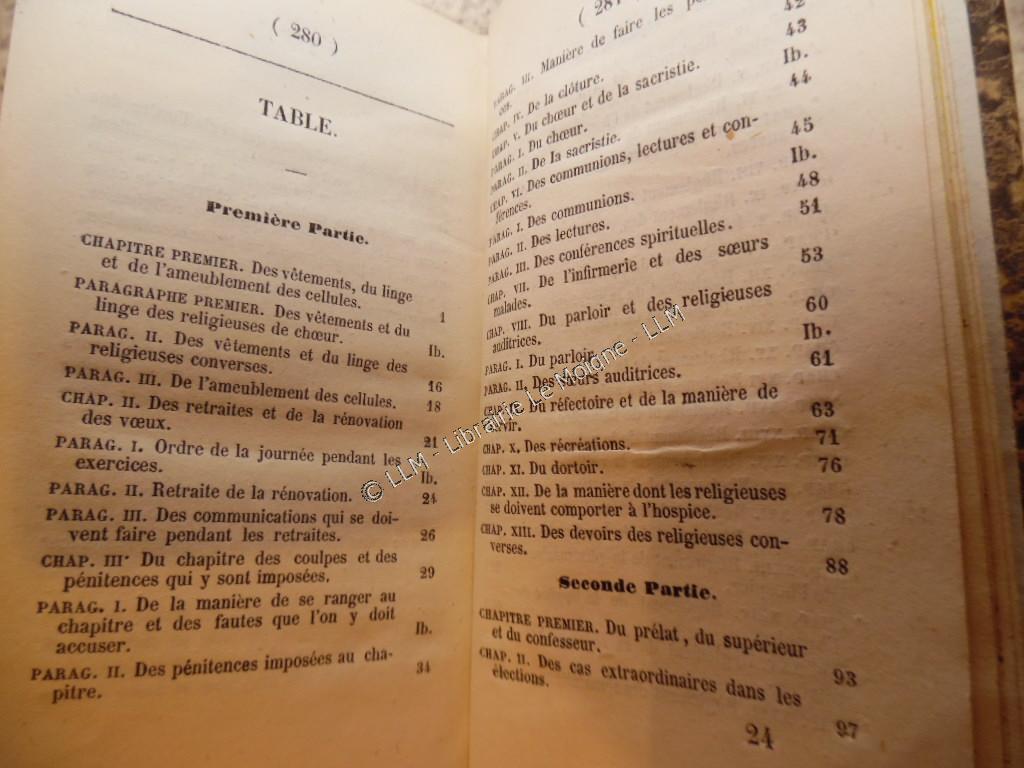 ( 280 )
TABLE.
Première Partie.
CHAPITRE PREMIER. Des vêtements, du linge
et de l'ameublement des cellules. 1
PARAGRAPHE PREMIER. Des vêtements et du
linge des religieuses de chœur. Ib.
PARAG. II. Des vêtements et du linge des
religieuses converses. 16
PARAG. III. De l'ameublement des cellules. 18
CHAP. II. Des retraites et de la rénovation
des vœux. 21
PARAG. I. Ordre de la journée pendant les
exercices. Ib.
PARAG. II. Retraite de la rénovation. 24
PARAG. III. Des communications qui se doi-
vent faire pendant les retraites. 26
CHAP. III. Du chapitre des coulpes et des
pénitences qui y sont imposées. 29
PARAG. I. De la manière de se ranger au
chapitre et des fautes que l'on y doit
accuser. Ib.
PARAG. II. Des pénitences imposées au cha-
pitre. 34
( 281
PARAG. III. Manière de faire les
ces. 42
CHAP. IV. De la clôture. 43
CHAP. V. Du chœur et de la sacristie. Ib.
PARAG. I. Du chœur. 44
PARAG. II. De la sacristie.
CHAP. VI. Des communions, lectures et con-
férences. 45
PARAG. I. Des communions. Ib.
PARAG. II. Des lectures. 48
PARAG. III. Des conférences spirituelles. 51
CHAP. VII. De l'infirmerie et des sœurs
malades. 53
CHAP. VIII. Du parloir et des religieuses
auditrices. 60
PARAG. I. Du parloir. Ib.
PARAG. II. Des sœurs auditrices. 61
CHAP. IX. Du réfectoire et de la manière de
servir. 63
CHAP. X. Des récréations. 71
CHAP. XI. Du dortoir. 76
CHAP. XII. De la manière dont les religieuses
se doivent comporter à l'hospice. 78
CHAP. XIII. Des devoirs des religieuses con-
verses. 88
Seconde Partie.
CHAPITRE PREMIER. Du prélat, du supérieur
et du confesseur. 93
CHAP. II. Des cas extraordinaires dans les
élections. 97
24
© LLM - Librairie Le Moigne - LLM